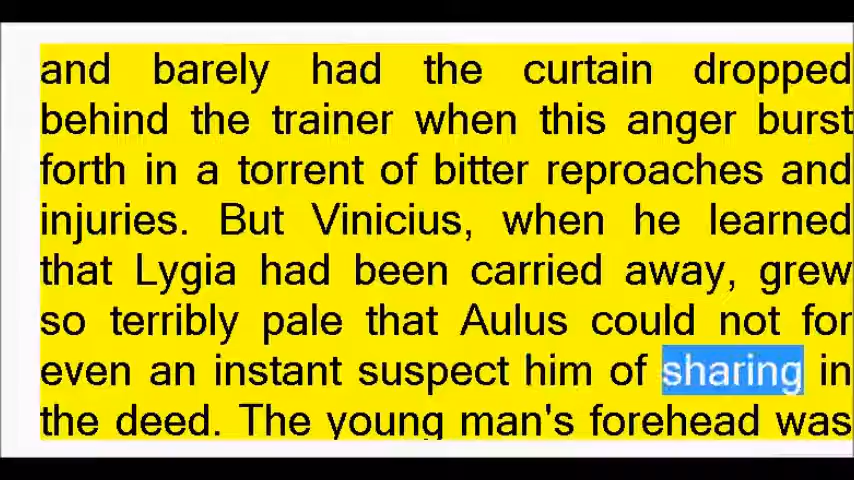 and barely had the curtain dropped
behind the trainer when this anger burst
forth in a torrent of bitter reproaches and
injuries. But Vinicius, when he learned
that Lygia had been carried away, grew
so terribly pale that Aulus could not for
even an instant suspect him of sharing in
the deed. The young man's forehead was